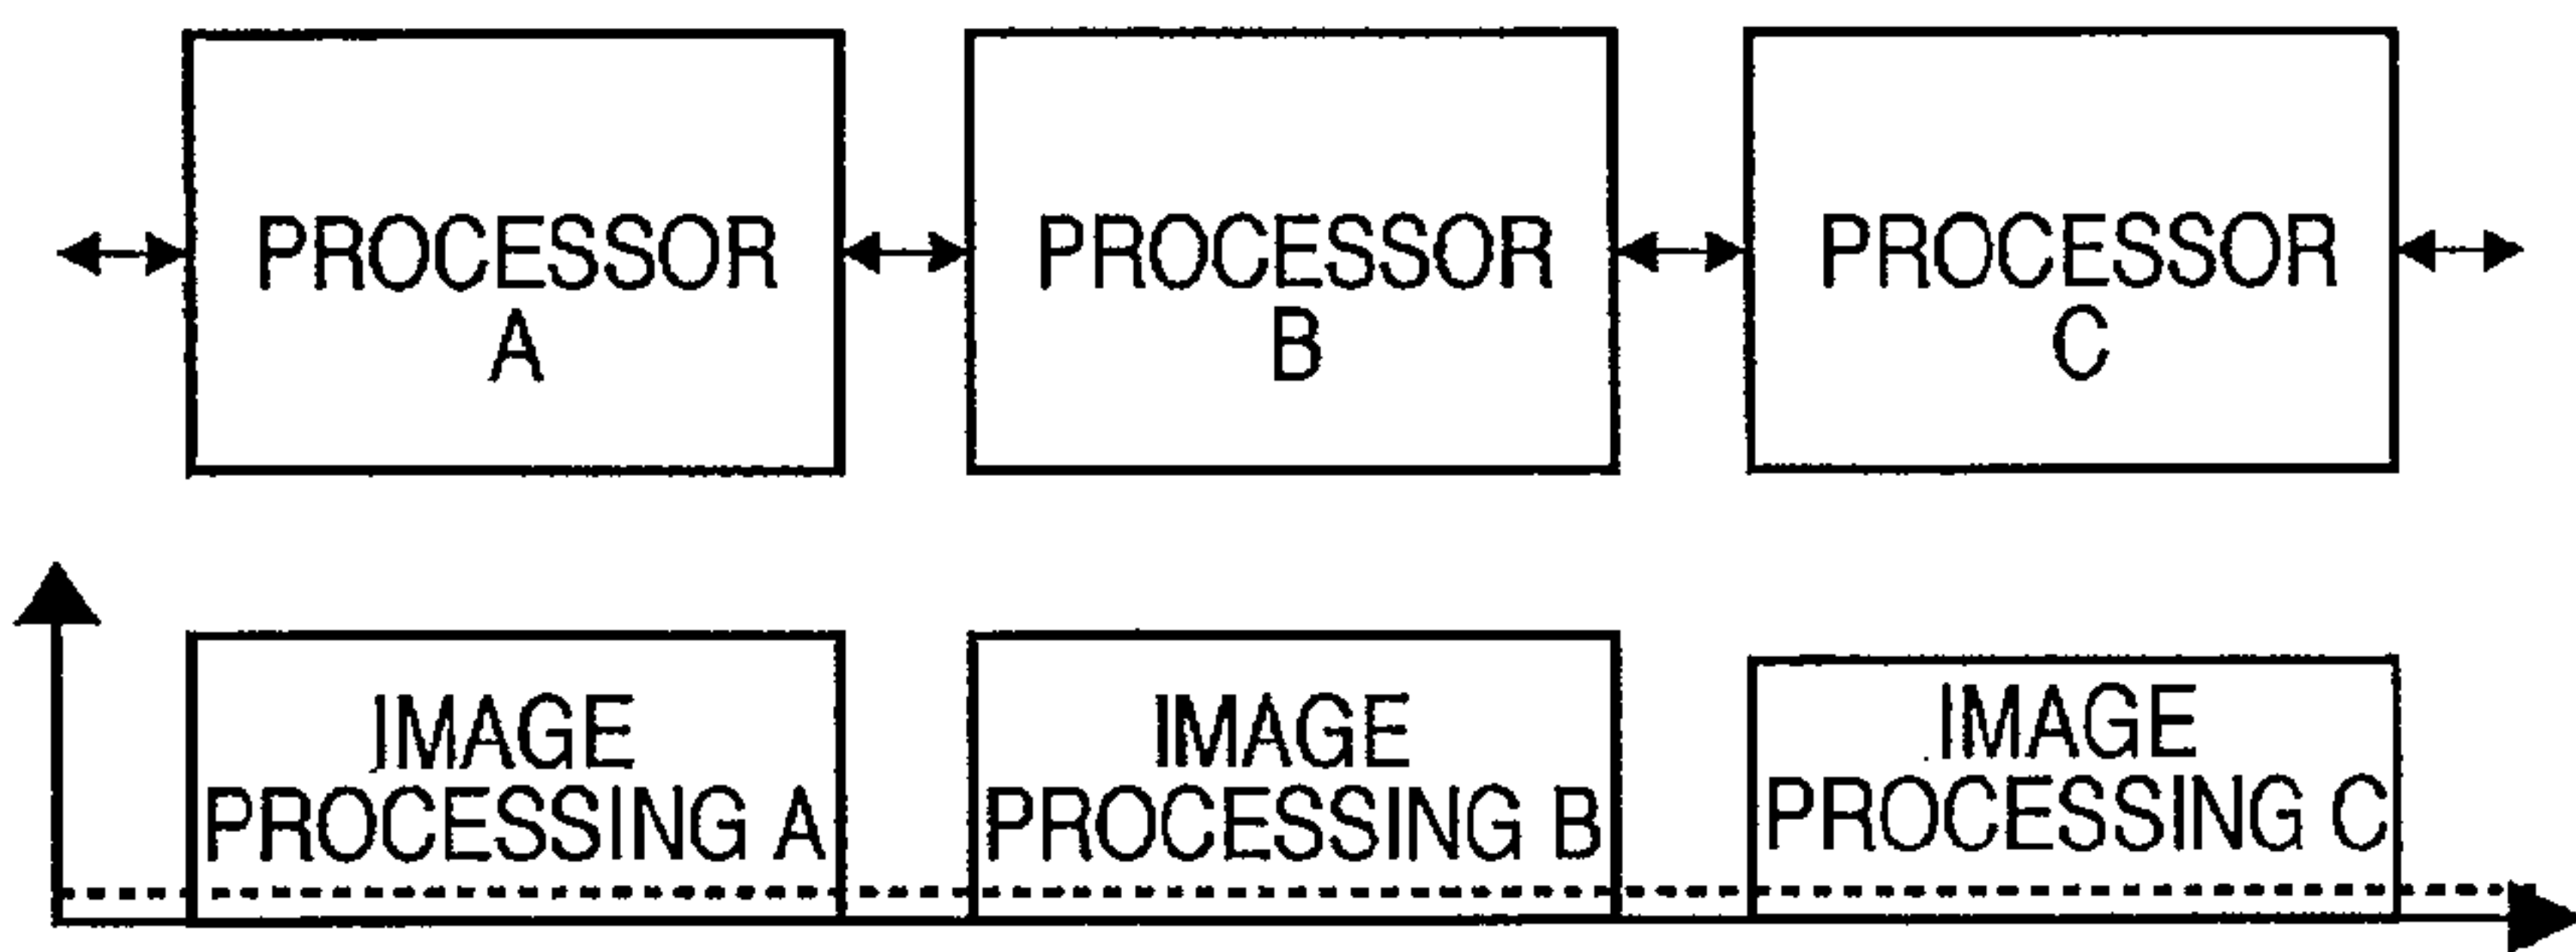 PROCESSOR
A
PROCESSOR
B
PROCESSOR
C
IMAGE
PROCESSING A
IMAGE
PROCESSING B
IMAGE
PROCESSING C